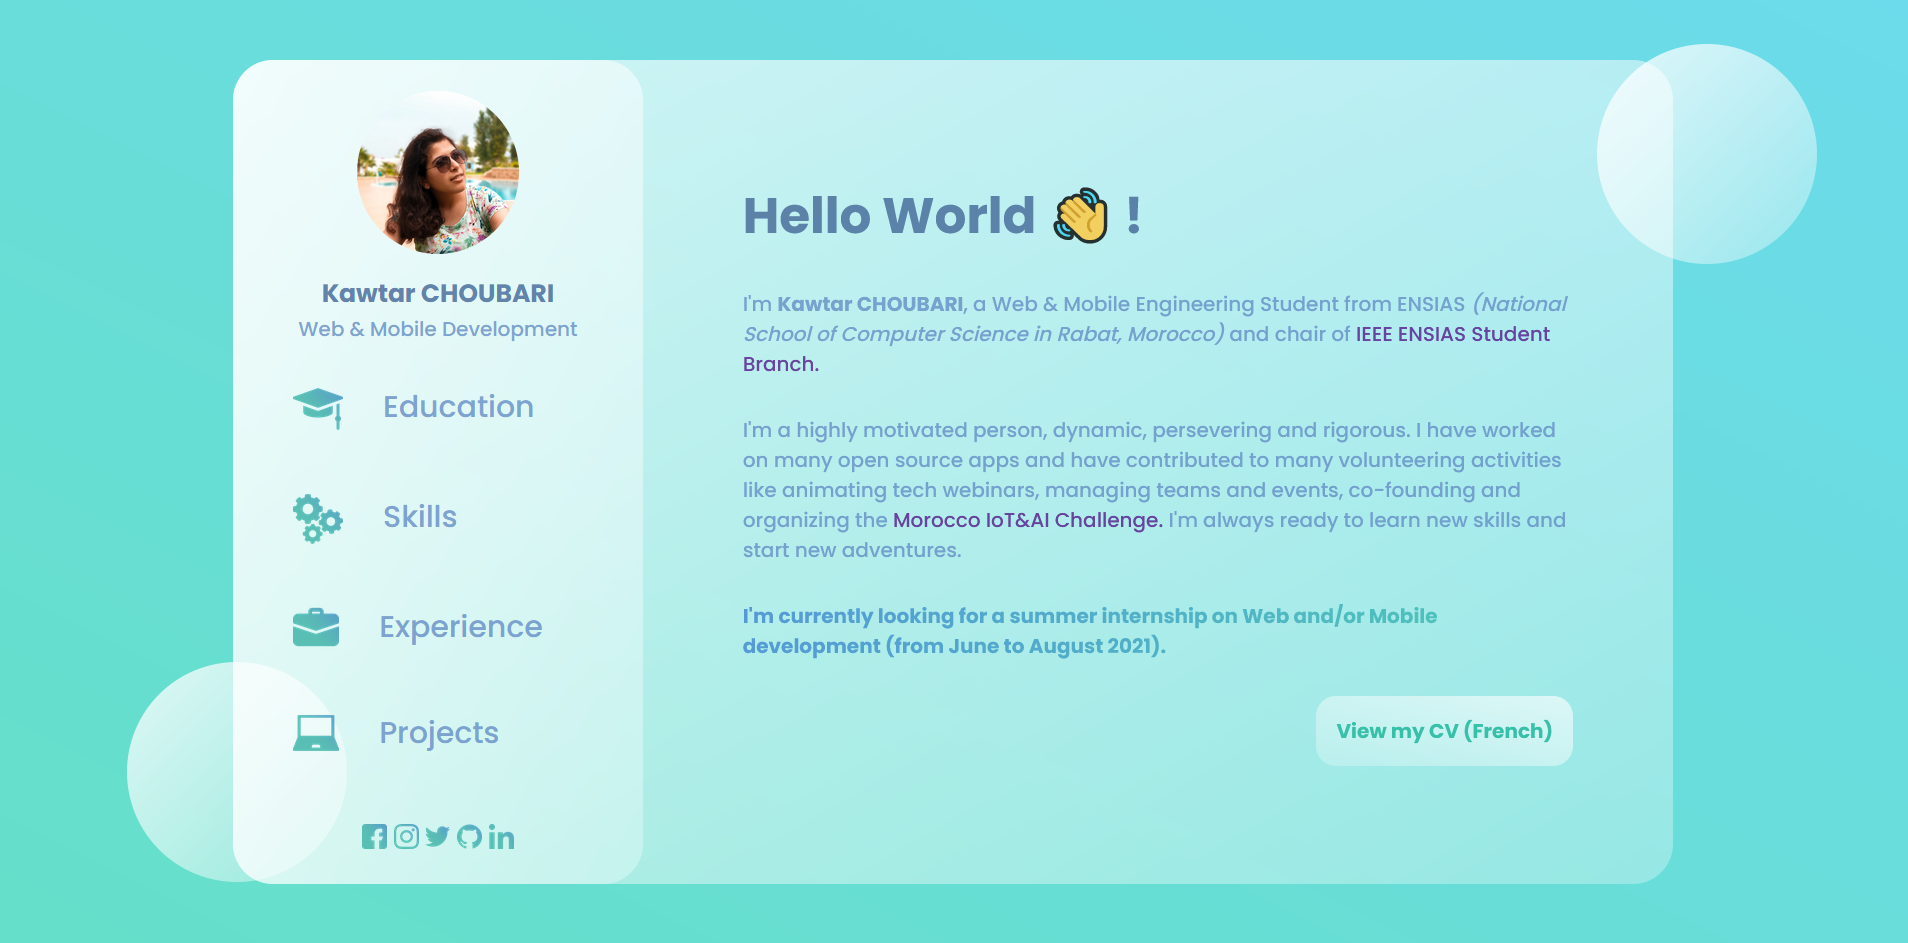 Kawtar CHOUBARI
Web & Mobile Development
Education
Skills
Experience
Projects
Hello World 👋 !
I'm Kawtar CHOUBARI, a Web & Mobile Engineering Student from ENSIAS (National
School of Computer Science in Rabat, Morocco) and chair of IEEE ENSIAS Student
Branch.
I'm a highly motivated person, dynamic, persevering and rigorous. I have worked
on many open source apps and have contributed to many volunteering activities
like animating tech webinars, managing teams and events, co-founding and
organizing the Morocco IoT&AI Challenge. I'm always ready to learn new skills and
start new adventures.
I'm currently looking for a summer internship on Web and/or Mobile
development (from June to August 2021).
View my CV (French)